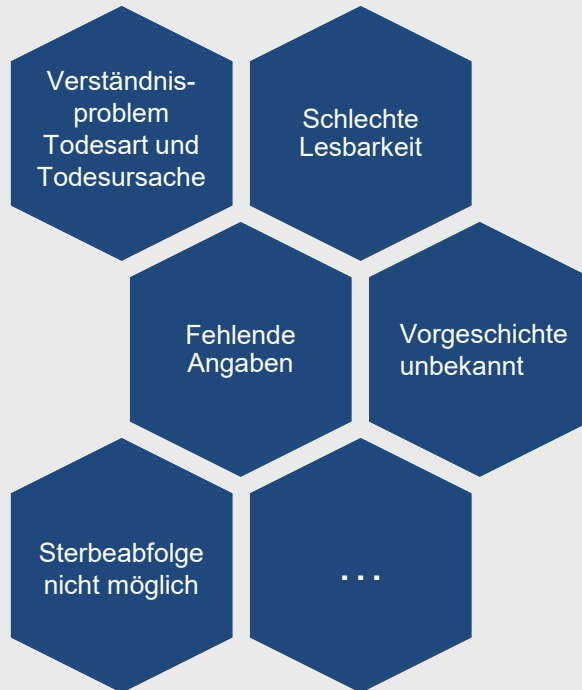 Verständnis-
problem
Todesart und
Todesursache
Schlechte
Lesbarkeit
Fehlende
Angaben
Vorgeschichte
unbekannt
Sterbeabfolge
nicht möglich
...